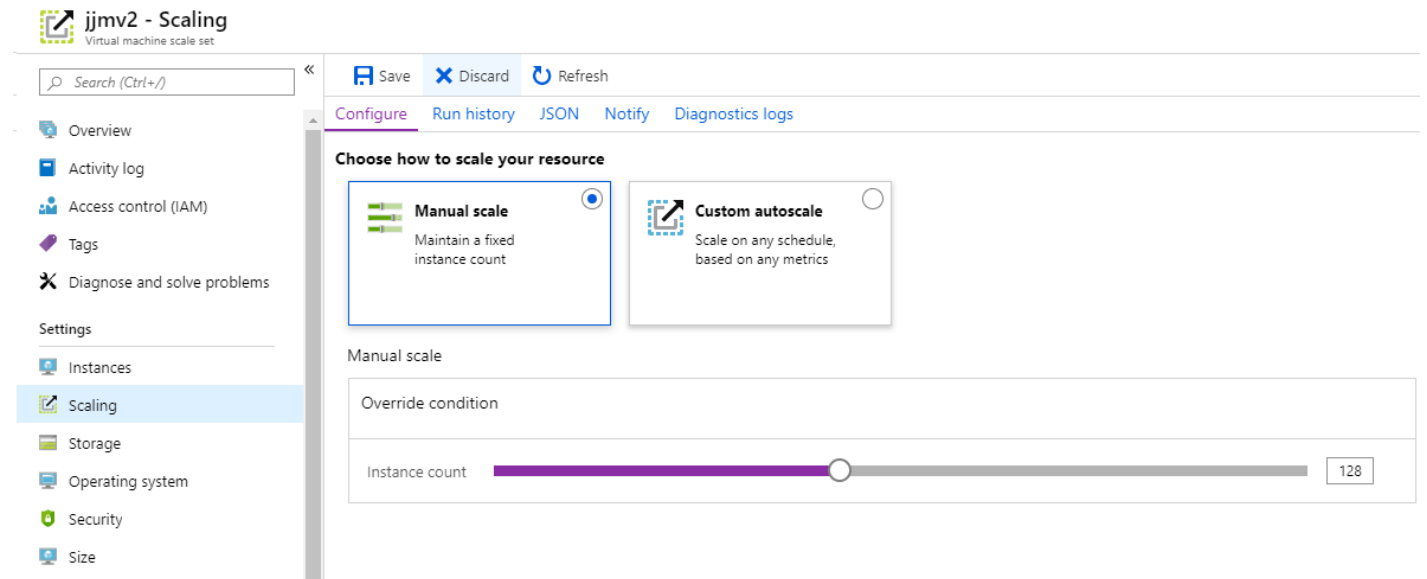 jjmv2 - Scaling
Virtual machine scale set
Search (Ctrl+/)
«
Overview
Activity log
Access control (IAM)
Tags
Diagnose and solve problems
Settings
Instances
Scaling
Storage
Operating system
Security
Size
Save Discard Refresh
Configure Run history JSON Notify Diagnostics logs
Choose how to scale your resource
Manual scale
Maintain a fixed
instance count
Custom autoscale
Scale on any schedule,
based on any metrics
Manual scale
Override condition
Instance count 128